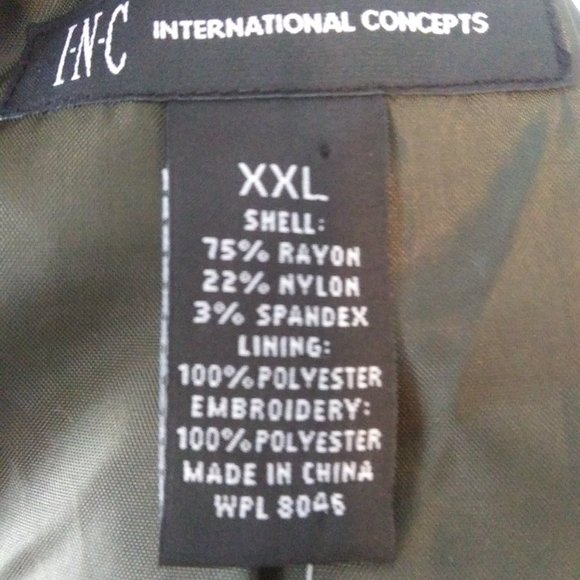 I-N-C INTERNATIONAL CONCEPTS
XXL
SHELL:
75% RAYON
22% NYLON
3% SPANDEX
LINING:
100% POLYESTER
EMBROIDERY:
100% POLYESTER
MADE IN CHINA
WPL 8046